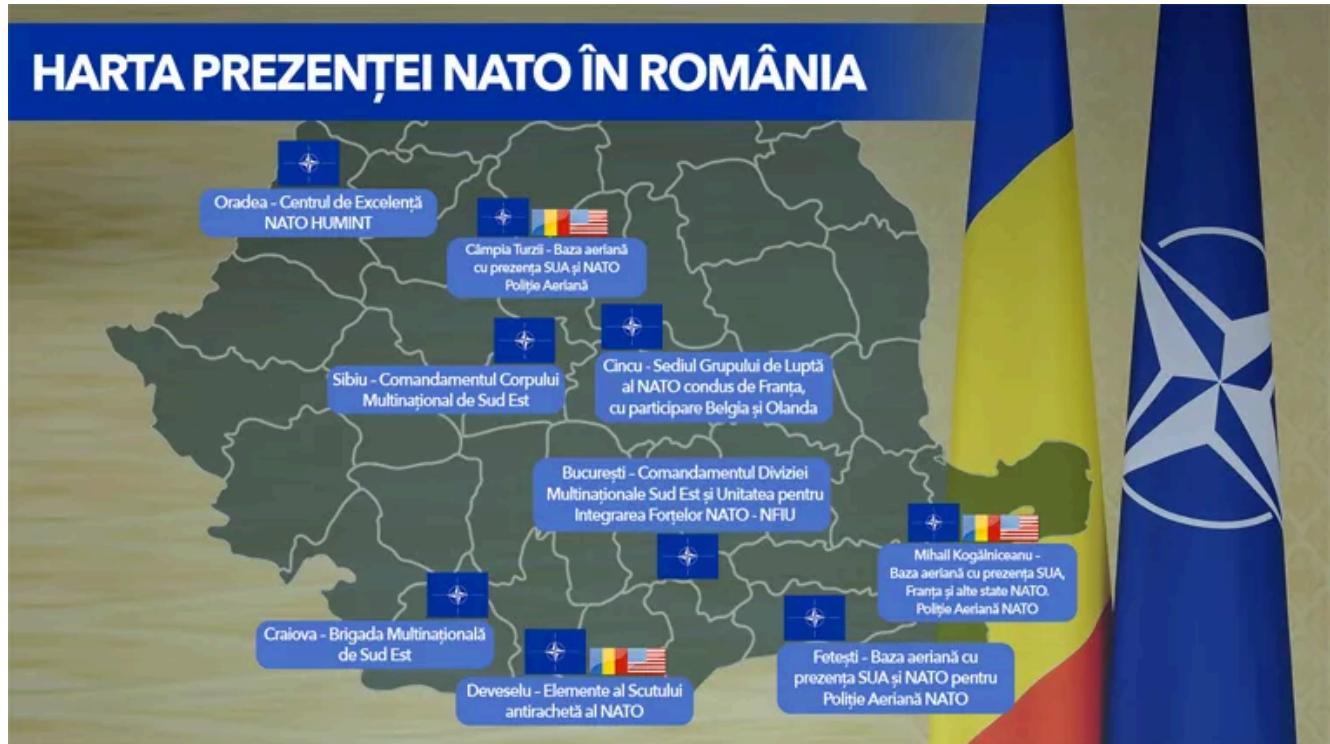 HARTA PREZENȚEI NATO ÎN ROMÂNIA
Oradea - Centrul de Excelență
NATO HUMINT
Câmpia Turzii - Baza aeriană
cu prezența SUA și NATO
Poliție Aeriană
Sibiu - Comandamentul Corpului
Multinațional de Sud Est
Cincu - Sediul Grupului de Luptă
al NATO condus de Franța,
cu participare Belgia și Olanda
București - Comandamentul Diviziei
Multinaționale Sud Est și Unitatea pentru
Integrarea Forțelor NATO - NFIU
Mihail Kogălniceanu -
Baza aeriană cu prezența SUA,
Franța și alte state NATO.
Poliție Aeriană NATO
Craiova - Brigada Multinațională
de Sud Est
Deveselu - Elemente al Scutului
antirachetă al NATO
Fetești - Baza aeriană cu
prezența SUA și NATO pentru
Poliție Aeriană NATO